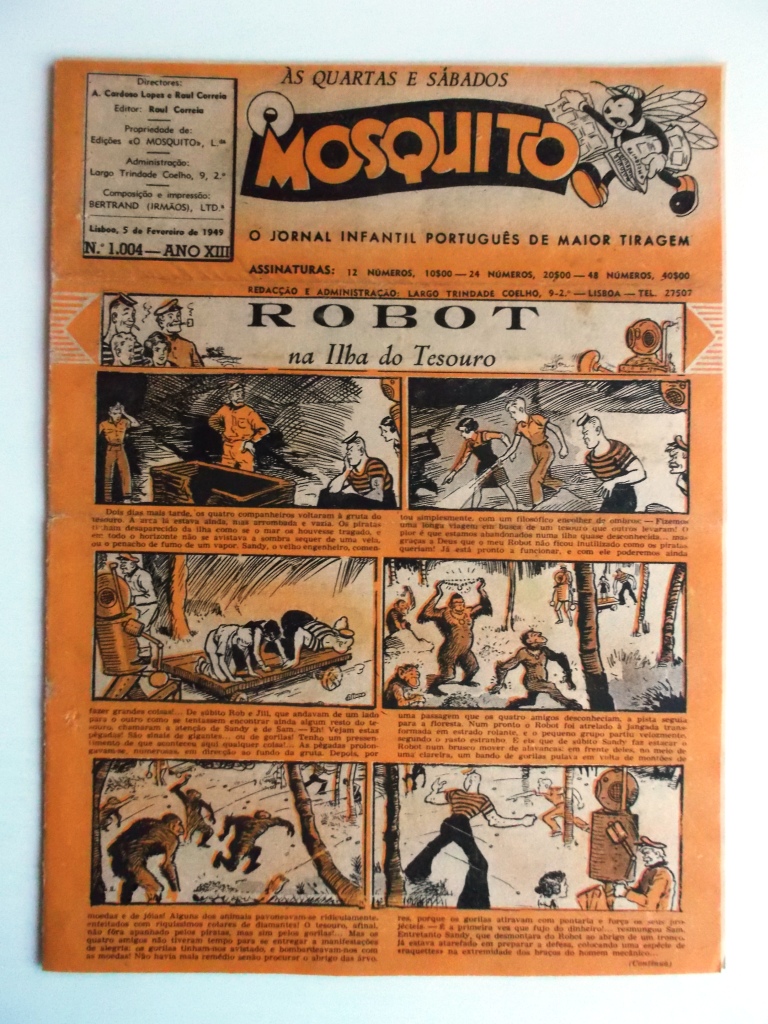 Directores:
A. Cardoso Lopes e Raul Correia
Editor: Raul Correia
Propriedade de:
Edições «O MOSQUITO», L.da
Administração:
Largo Trindade Coelho, 9, 2.º
Composição e impressão:
BERTRAND (IRMÃOS), LTD.ª
Lisboa, 5 de Fevereiro de 1949
N.º 1.004 — ANO XIII
ÀS QUARTAS E SÁBADOS
O MOSQUITO
O JORNAL INFANTIL PORTUGUÊS DE MAIOR TIRAGEM
ASSINATURAS: 12 NÚMEROS, 10$00 — 24 NÚMEROS, 20$00 — 48 NÚMEROS, 40$00
REDACÇÃO E ADMINISTRAÇÃO: LARGO TRINDADE COELHO, 9-2.º — LISBOA — TEL. 27507
ROBOT
na Ilha do Tesouro
Dois dias mais tarde, os quatro companheiros voltaram à gruta do
tesouro. A arca lá estava ainda, mas arrombada e vazia. Os piratas
tinham desaparecido da ilha como se o mar os houvesse tragado, e
em todo o horizonte não se avistava a sombra sequer de uma vela,
ou o penacho de fumo de um vapor. Sandy, o velho engenheiro, comen-
tou simplesmente, com um filosófico encolher de ombros: — Fizemos
uma longa viagem em busca de um tesouro que outros levaram! O
pior é que estamos abandonados numa ilha quase desconhecida... mas
graças a Deus que o meu Robot não ficou inutilizado como os piratas
queriam! Já está pronto a funcionar, e com ele poderemos ainda
fazer grandes coisas!... De súbito Rob e Jill, que andavam de um lado
para o outro como se tentassem encontrar ainda algum resto do te-
souro, chamaram a atenção de Sandy e de Sam. — Eh! Vejam estas
pégadas! São sinais de gigantes... ou de gorilas! Tenho um pressen-
timento de que aconteceu aqui qualquer coisa!... As pégadas prolon-
gavam-se, numerosas, em direcção ao fundo da gruta. Depois, por
uma passagem que os quatro amigos desconheciam, a pista seguia
para a floresta. Num pronto o Robot foi atrelado à jangada trans-
formada em estrado rolante, e o pequeno grupo partiu velozmente,
seguindo o rasto estranho. E eis que de súbito Sandy faz estacar o
Robot num brusco mover de alavancas: em frente deles, no meio de
uma clareira, um bando de gorilas pulava em volta de montões de
moedas e de jóias! Alguns dos animais pavoneavam-se ridiculamente,
enfeitados com riquíssimos colares de diamantes! O tesouro, afinal,
não fôra apanhado pelos piratas, mas sim pelos gorilas!... Mas os
quatro amigos não tiveram tempo para se entregar a manifestações
de alegria: os gorilas tinham-nos avistado, e bombardeavam-nos com
as moedas! Não havia mais remédio senão procurar o abrigo das árvo-
res, porque os gorilas atiravam com pontaria e força os seus pro-
jécteis — É a primeira vez que fujo do dinheiro!... resmungou Sam.
Entretanto Sandy, que desmontara do Robot ao abrigo de um tronco,
já estava atarefado em preparar a defesa, colocando uma espécie de
«raquettes» na extremidade dos braços do homem mecânico...
(Continua)